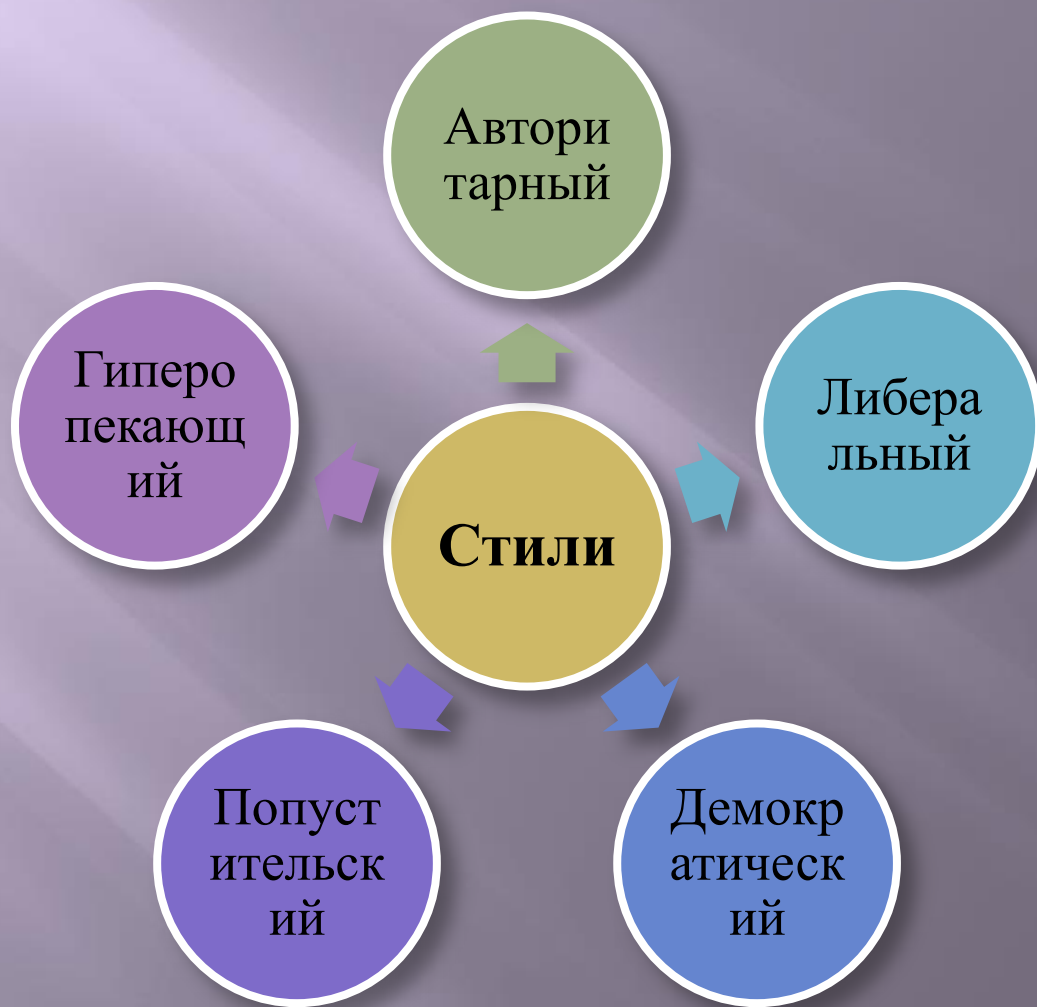 Автори
тарный
Гиперо
пекающ
ий
Либера
льный
Стили
Попуст
ительск
ий
Демокр
атическ
ий